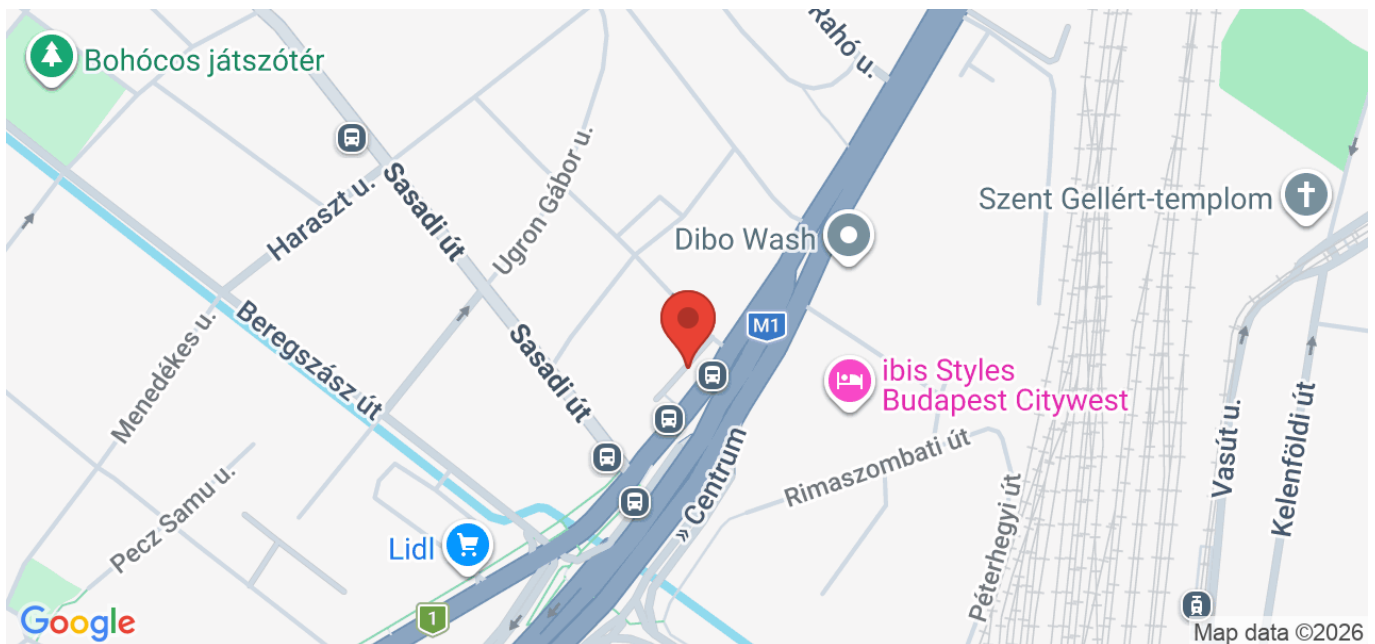 Bohócos játszótér
Rahó u.
Sasadi út
Haraszt u.
Ugron Gábor u.
Szent Gellért-templom
Dibo Wash
Beregszász út
Menedékes u.
Sasadi út
M1
ibis Styles
Budapest Citywest
Vasút u.
Kelenföldi út
» Centrum
Rimaszombati út
Pecz Samu u.
Lidl
Péterhegyi út
1
Google
Map data ©2026